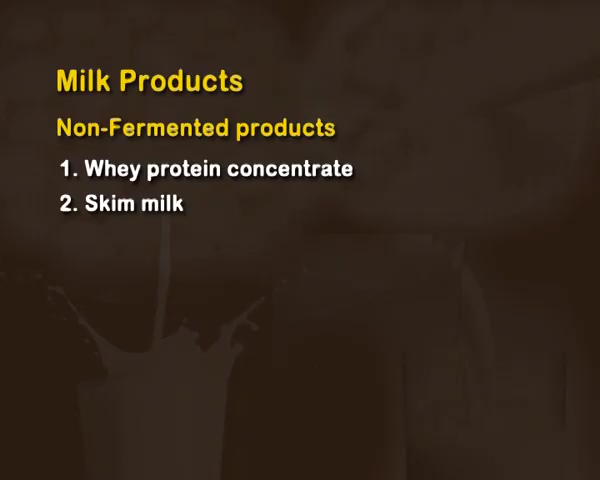 Milk Products
Non-Fermented products
1. Whey protein concentrate
2. Skim milk